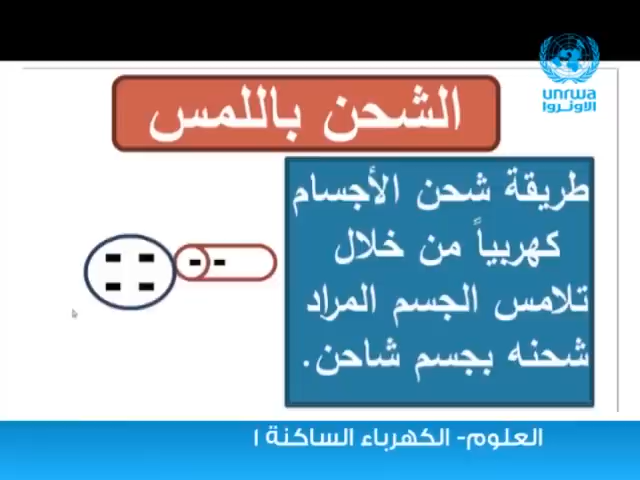 unrwa
الأونروا
الشحن باللمس
طريقة شحن الأجسام
كهربياً من خلال
تلامس الجسم المراد
شحنه بجسم شاحن.
العلوم- الكهرباء الساكنة ١